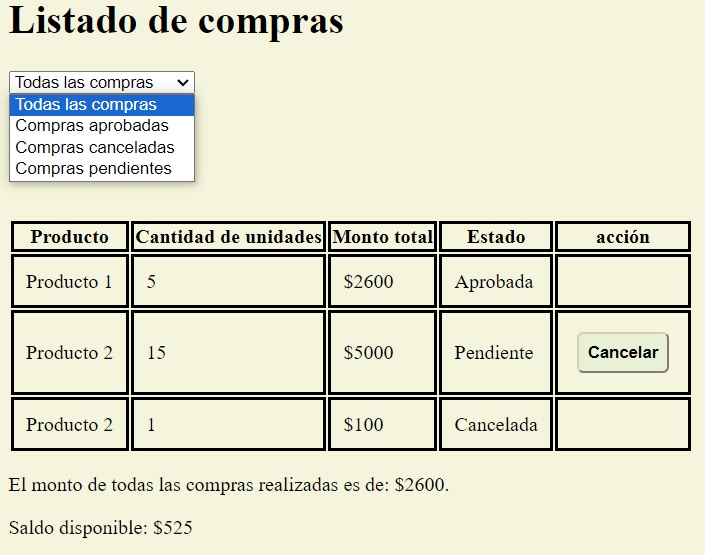 Listado de compras
Todas las compras
Todas las compras
Compras aprobadas
Compras canceladas
Compras pendientes
Producto Cantidad de unidades Monto total Estado acción
Producto 1 5 $2600 Aprobada
Producto 2 15 $5000 Pendiente Cancelar
Producto 2 1 $100 Cancelada
El monto de todas las compras realizadas es de: $2600.
Saldo disponible: $525